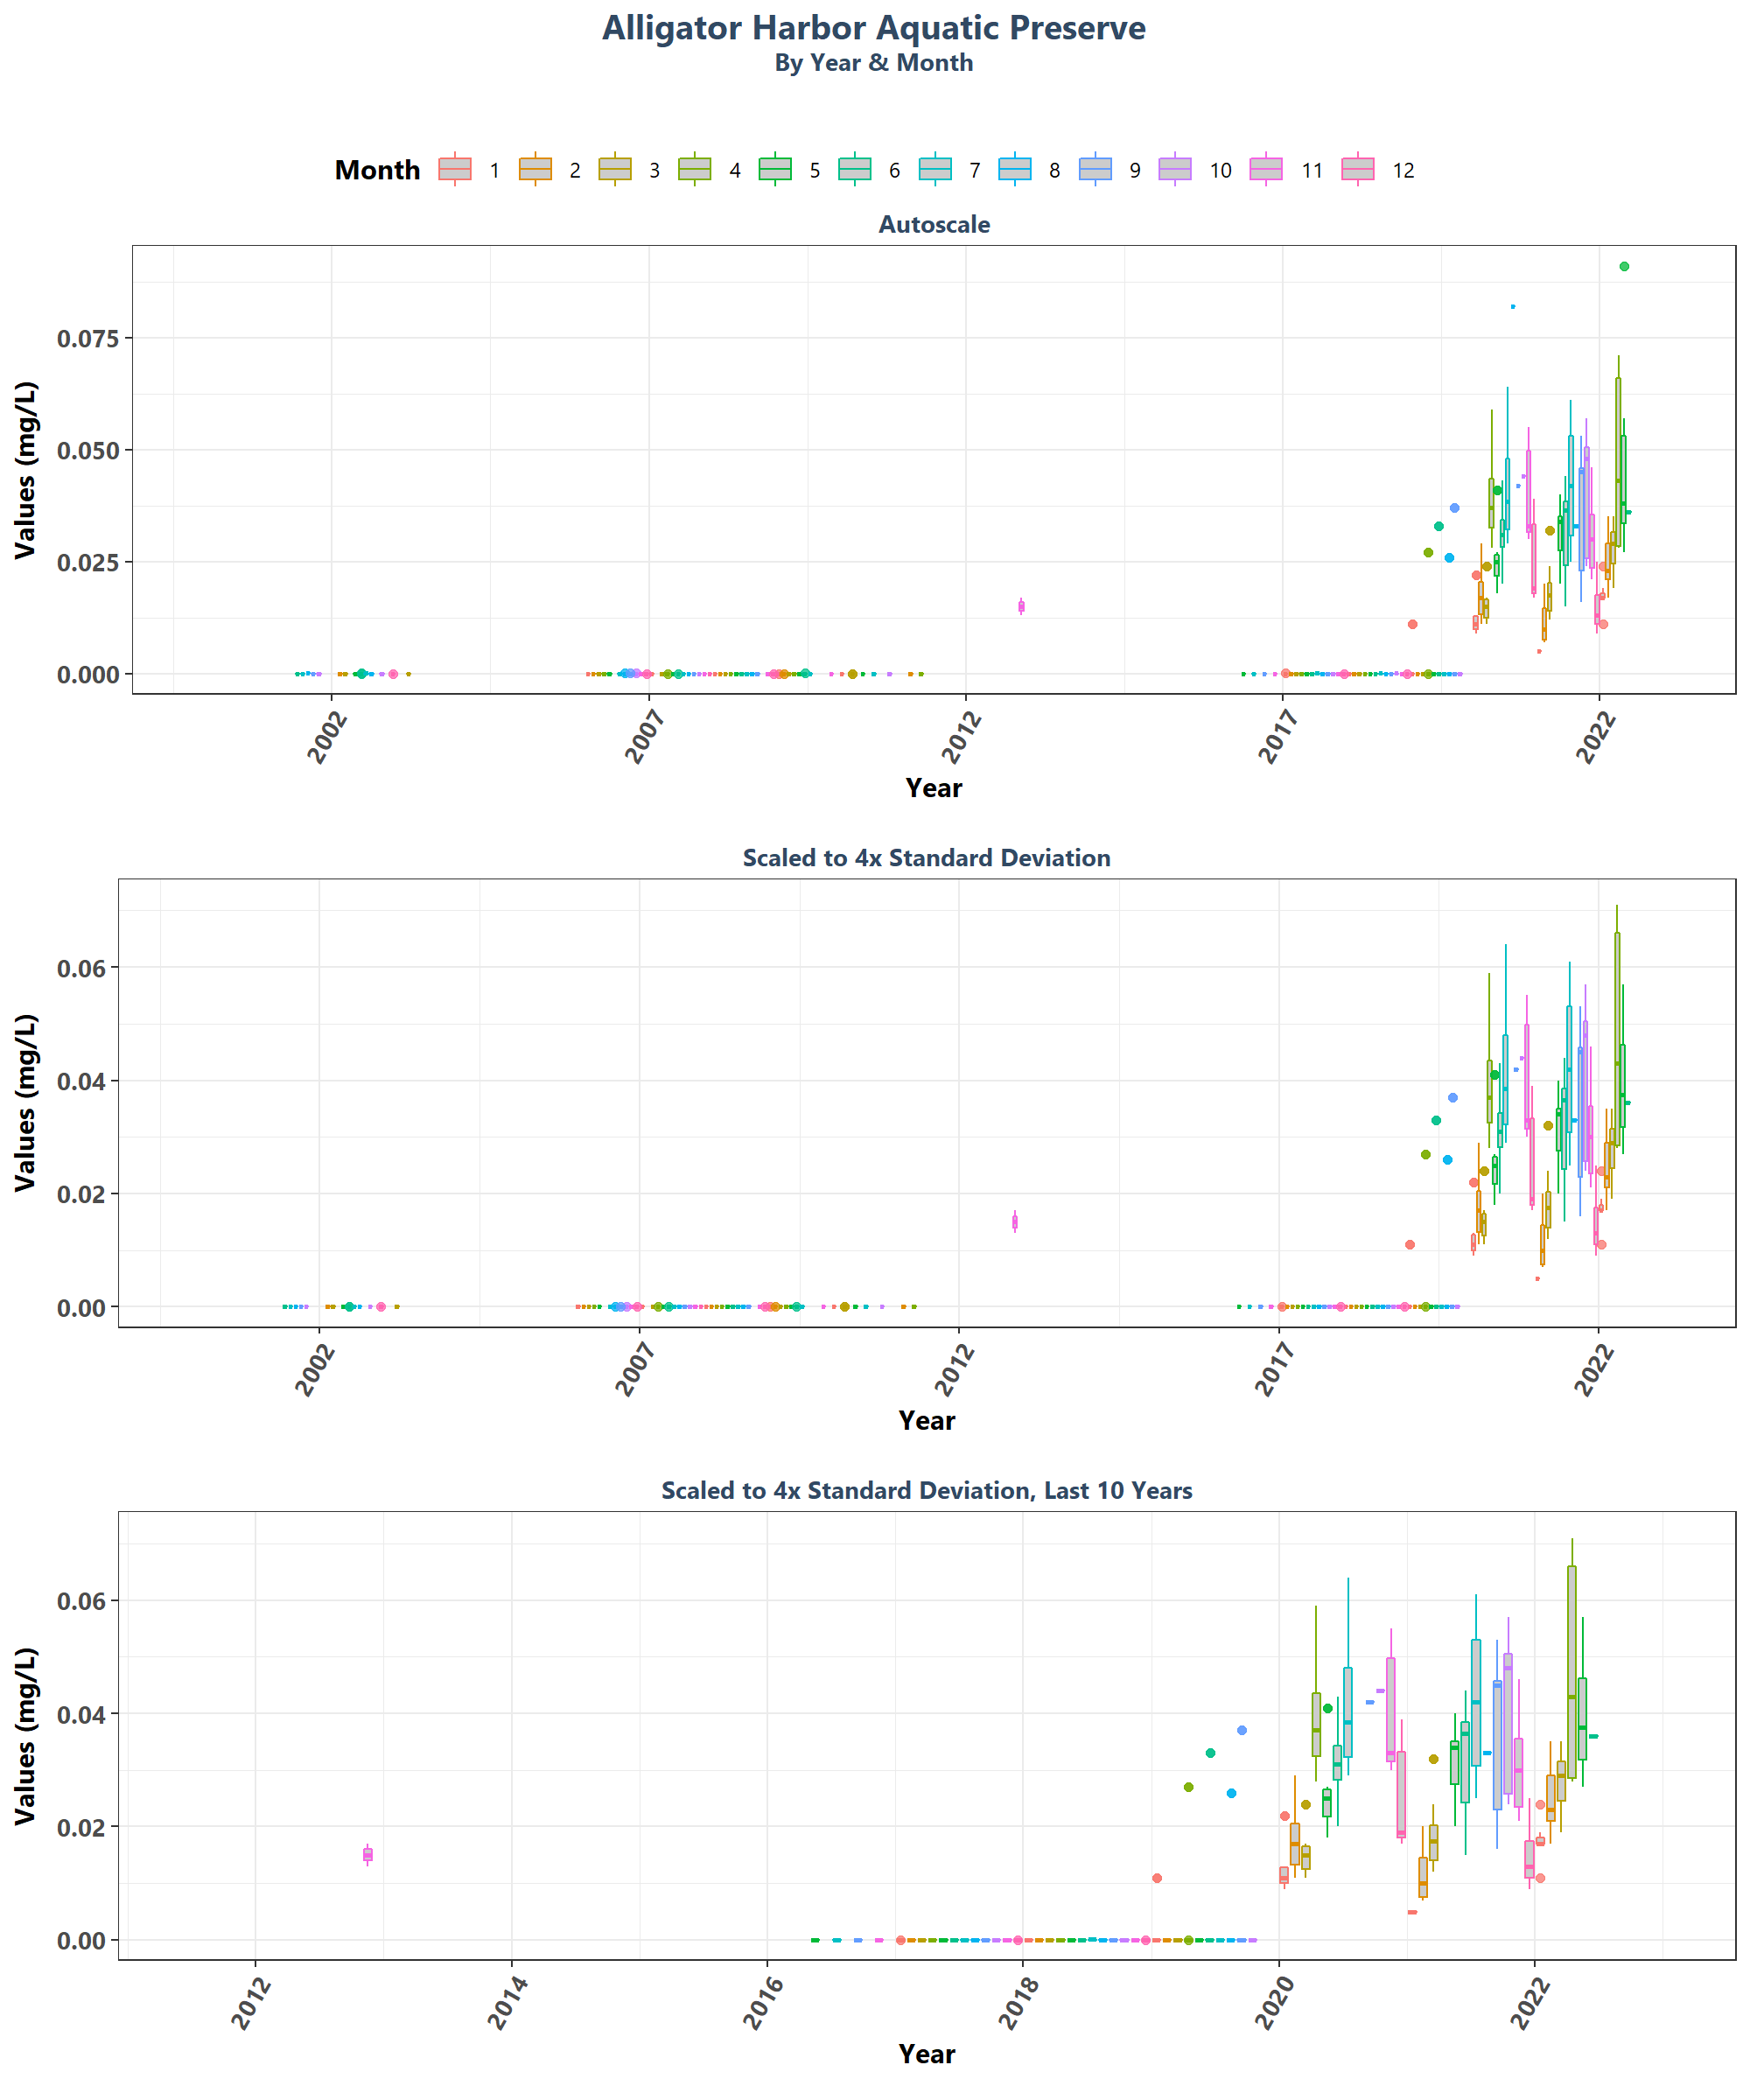 Alligator Harbor Aquatic Preserve
By Year & Month
Month 1 2 3 4 5 6 7 8 9 10 11 12
Autoscale
Values (mg/L)
0.075
0.050
0.025
0.000
2002 2007 2012 2017 2022
Year
Scaled to 4x Standard Deviation
Values (mg/L)
0.06
0.04
0.02
0.00
2002 2007 2012 2017 2022
Year
Scaled to 4x Standard Deviation, Last 10 Years
Values (mg/L)
0.06
0.04
0.02
0.00
2012 2014 2016 2018 2020 2022
Year